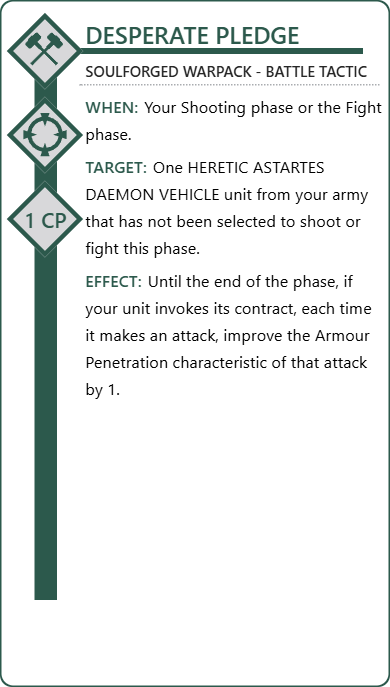 DESPERATE PLEDGE
SOULFORGED WARPACK - BATTLE TACTIC
WHEN: Your Shooting phase or the Fight
phase.
TARGET: One HERETIC ASTARTES
DAEMON VEHICLE unit from your army
1 CP that has not been selected to shoot or
fight this phase.
EFFECT: Until the end of the phase, if
your unit invokes its contract, each time
it makes an attack, improve the Armour
Penetration characteristic of that attack
by 1.